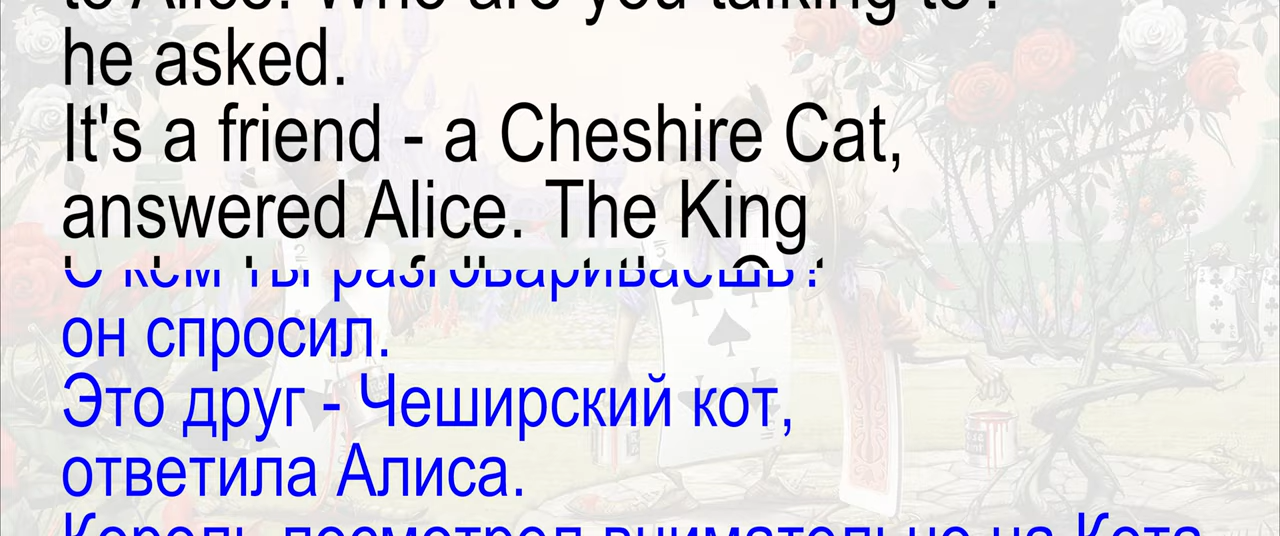 to Alice. Who are you talking to?
he asked.
It's a friend - a Cheshire Cat,
answered Alice. The King
О кем ты разговариваешь?
он спросил.
Это друг - Чеширский кот,
ответила Алиса.
Король посмотрел внимательно на Кота